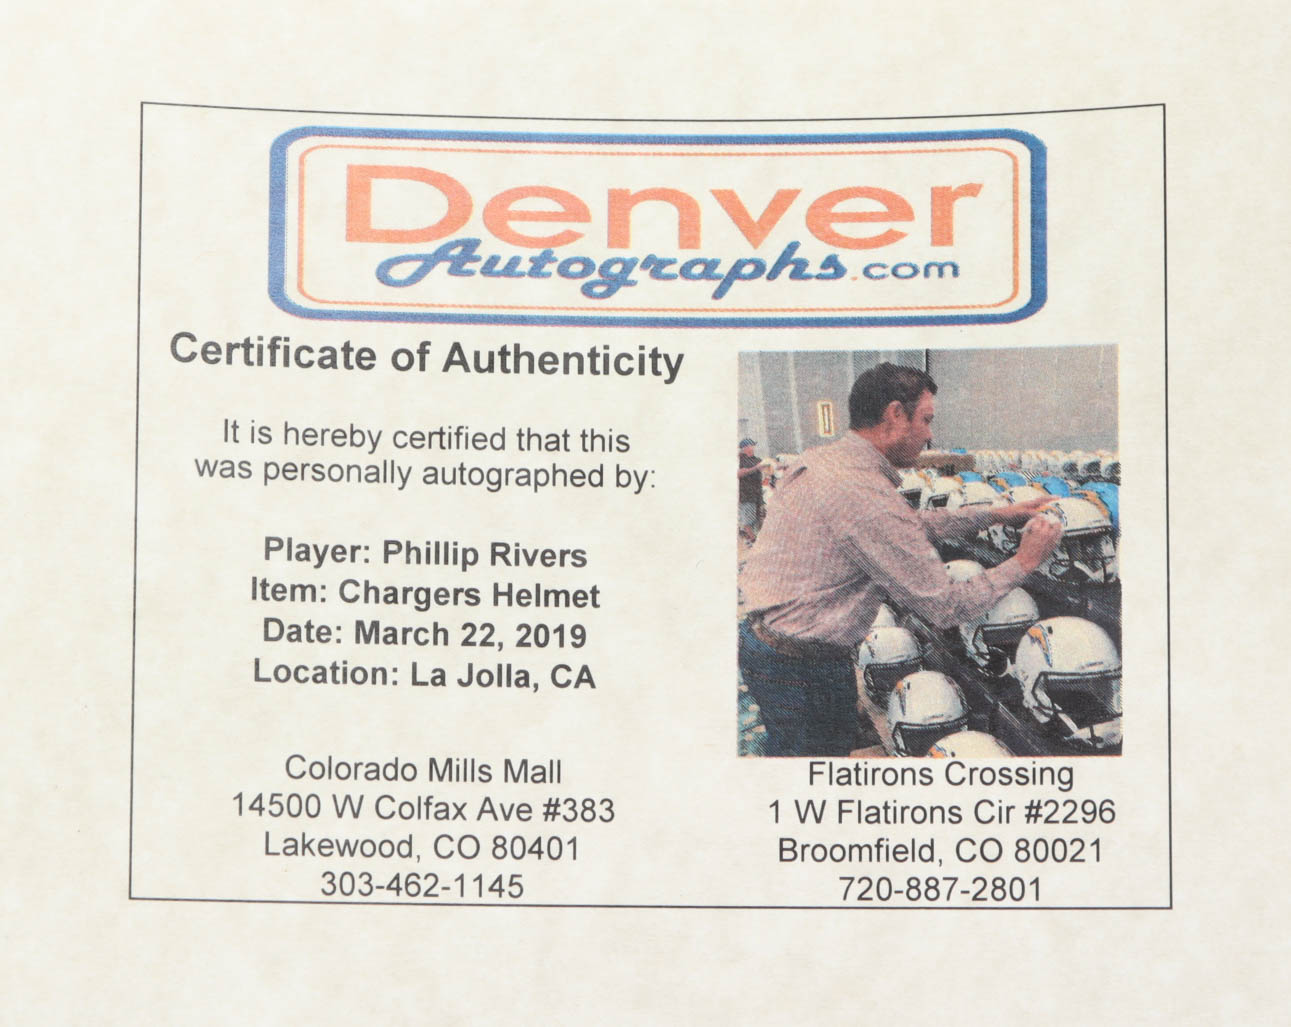 Denver
Autographs.com
Certificate of Authenticity
It is hereby certified that this
was personally autographed by:
Player: Phillip Rivers
Item: Chargers Helmet
Date: March 22, 2019
Location: La Jolla, CA
Colorado Mills Mall
14500 W Colfax Ave #383
Lakewood, CO 80401
303-462-1145
Flatirons Crossing
1 W Flatirons Cir #2296
Broomfield, CO 80021
720-887-2801